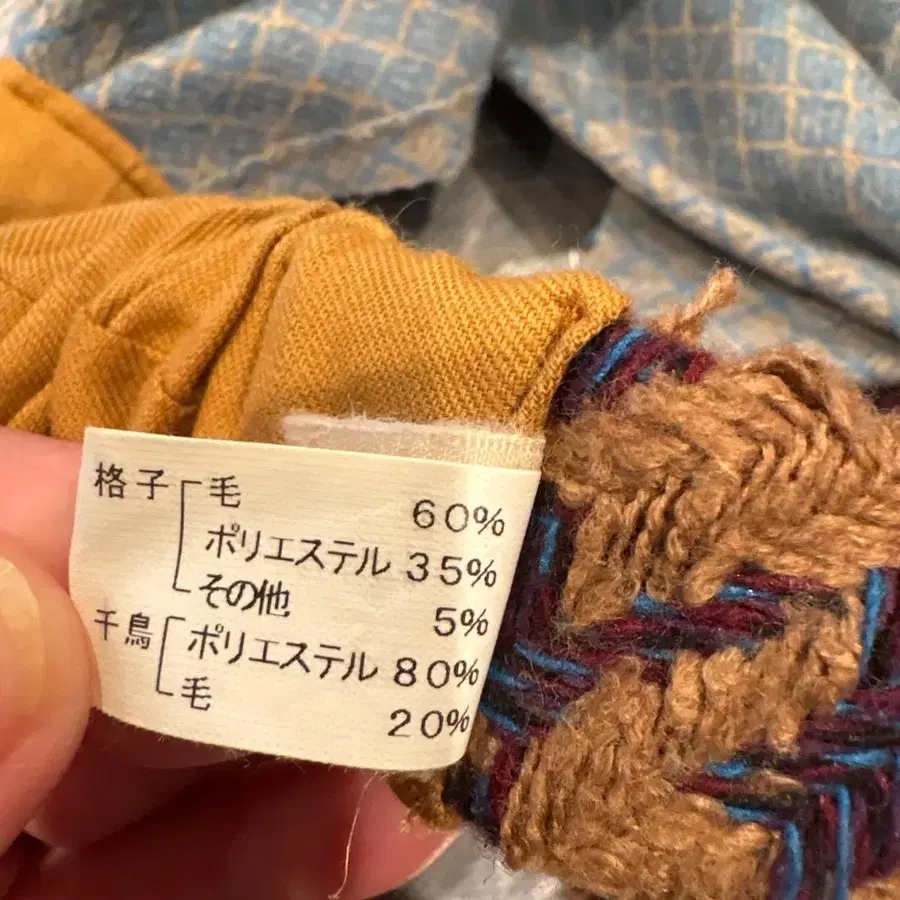 格子 毛 60%
ポリエステル 35%
その他 5%
千鳥 ポリエステル 80%
毛 20%